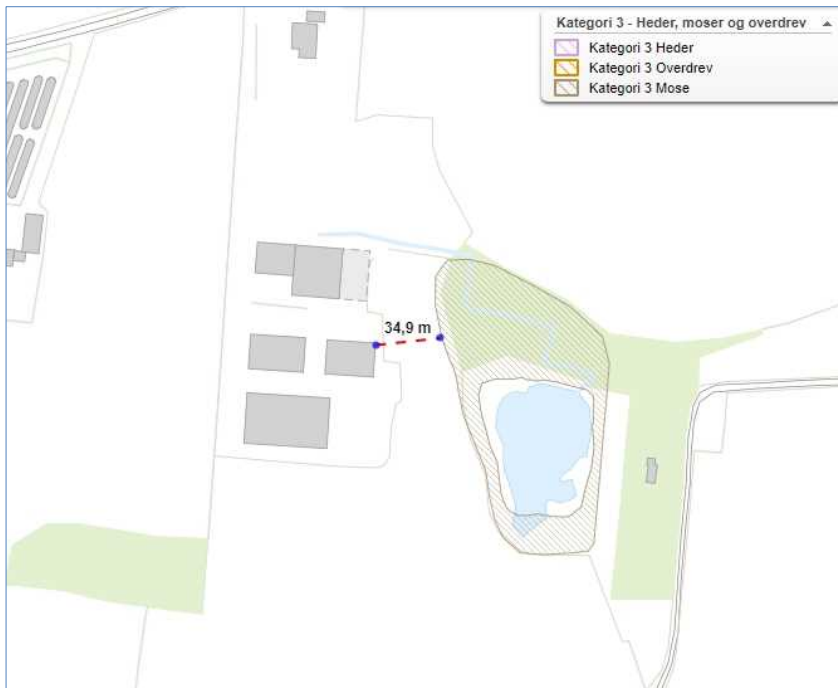 Kategori 3 - Heder, moser og overdrev
Kategori 3 Heder
Kategori 3 Overdrev
Kategori 3 Mose
34,9 m